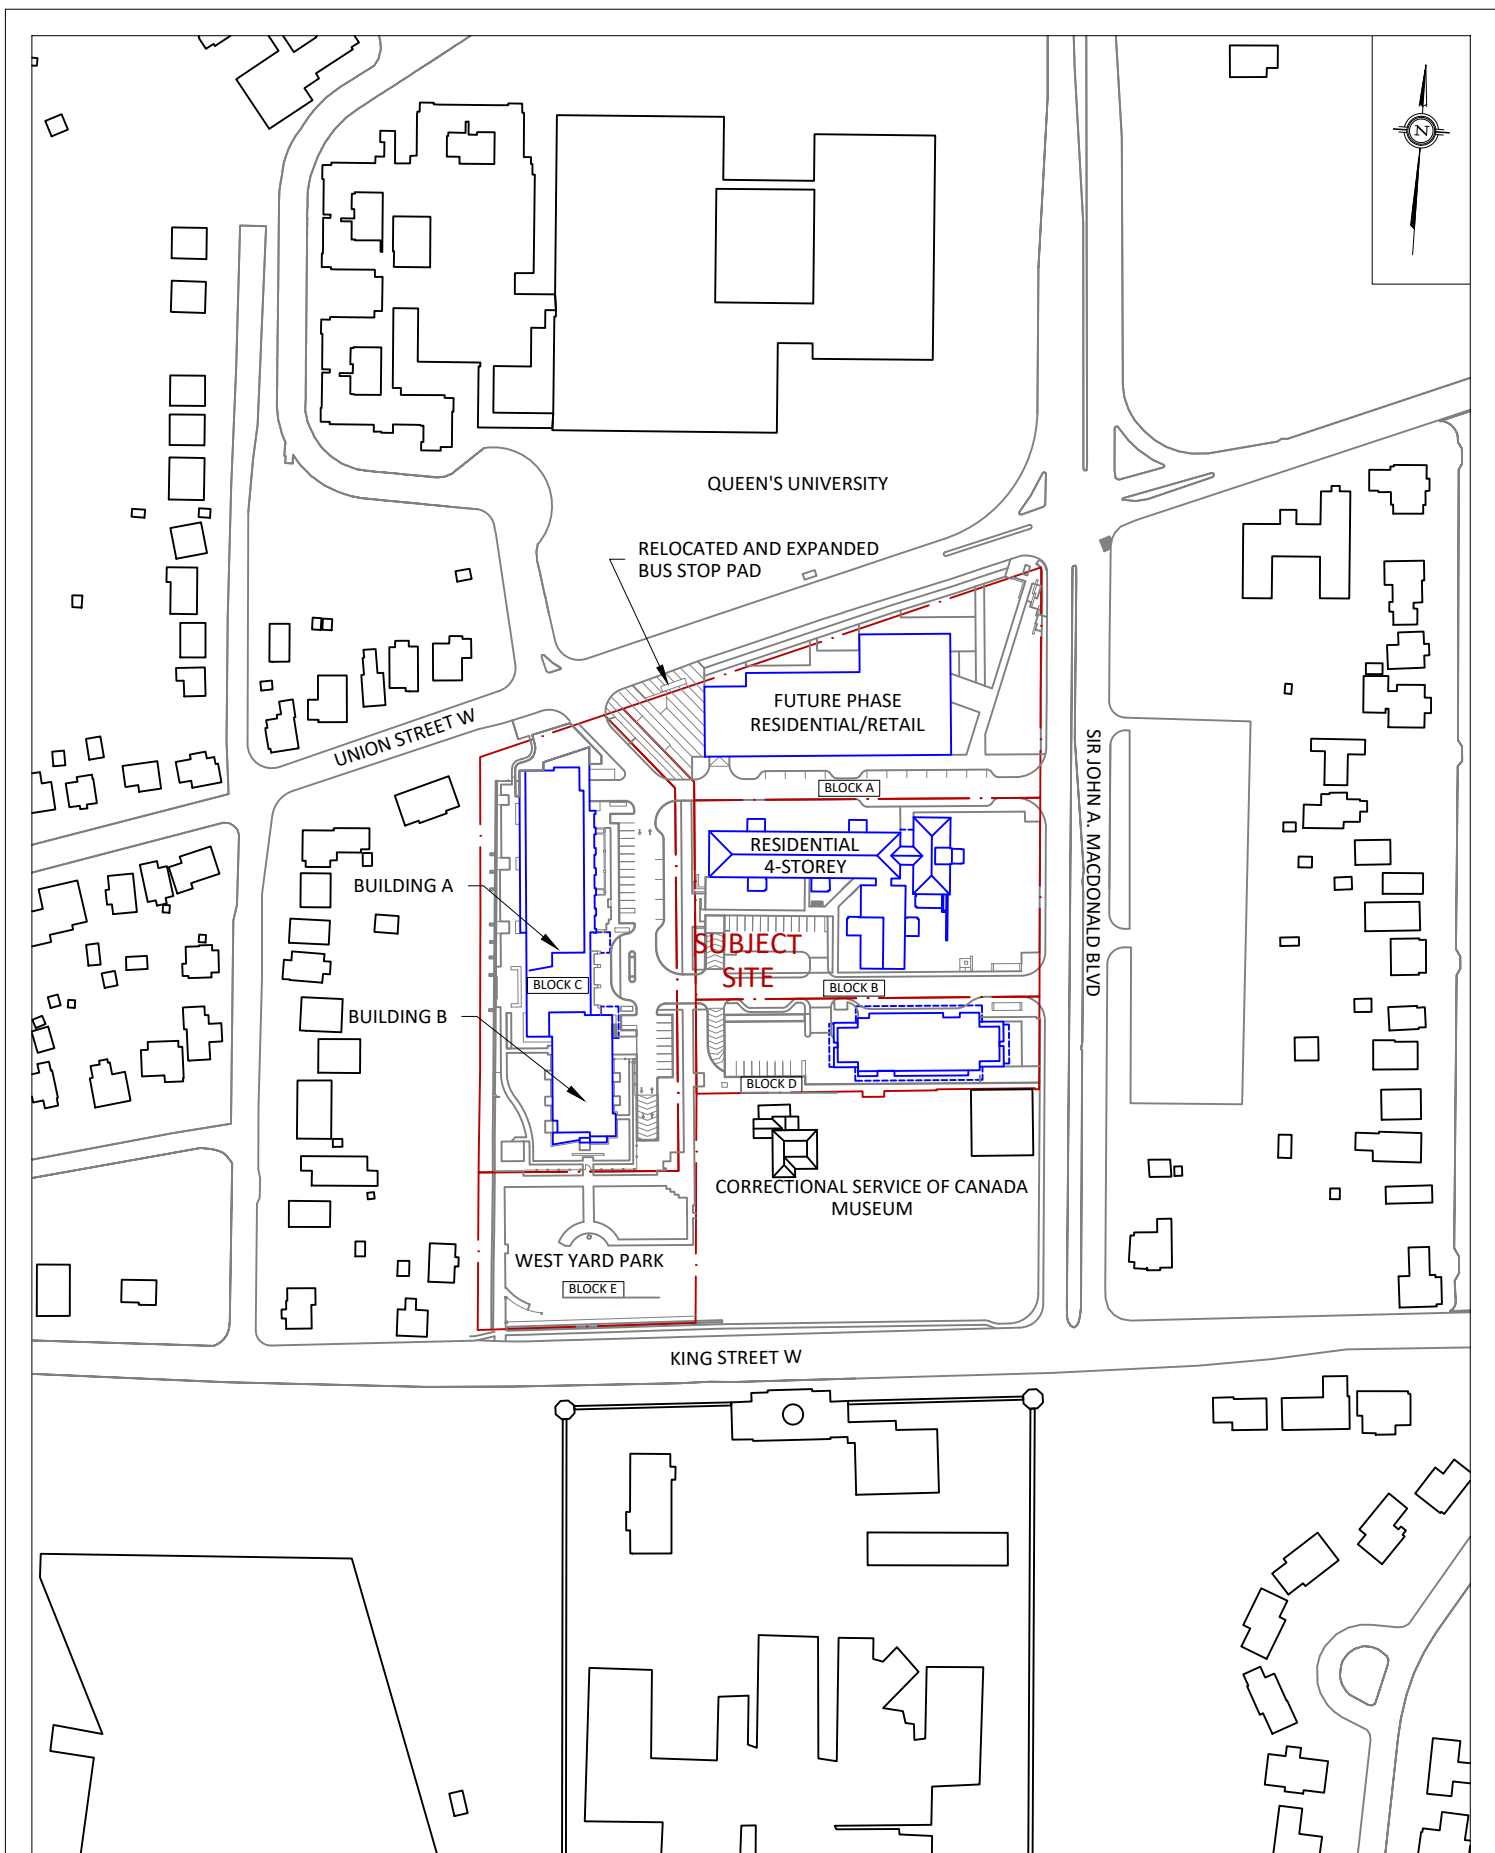 N
QUEEN'S UNIVERSITY
RELOCATED AND EXPANDED
BUS STOP PAD
FUTURE PHASE
RESIDENTIAL/RETAIL
UNION STREET W
BLOCK A
SIR JOHN A. MACDONALD BLVD
RESIDENTIAL
4-STOREY
BUILDING A
SUBJECT
SITE
BLOCK C
BLOCK B
BUILDING B
BLOCK D
CORRECTIONAL SERVICE OF CANADA
MUSEUM
WEST YARD PARK
BLOCK E
KING STREET W